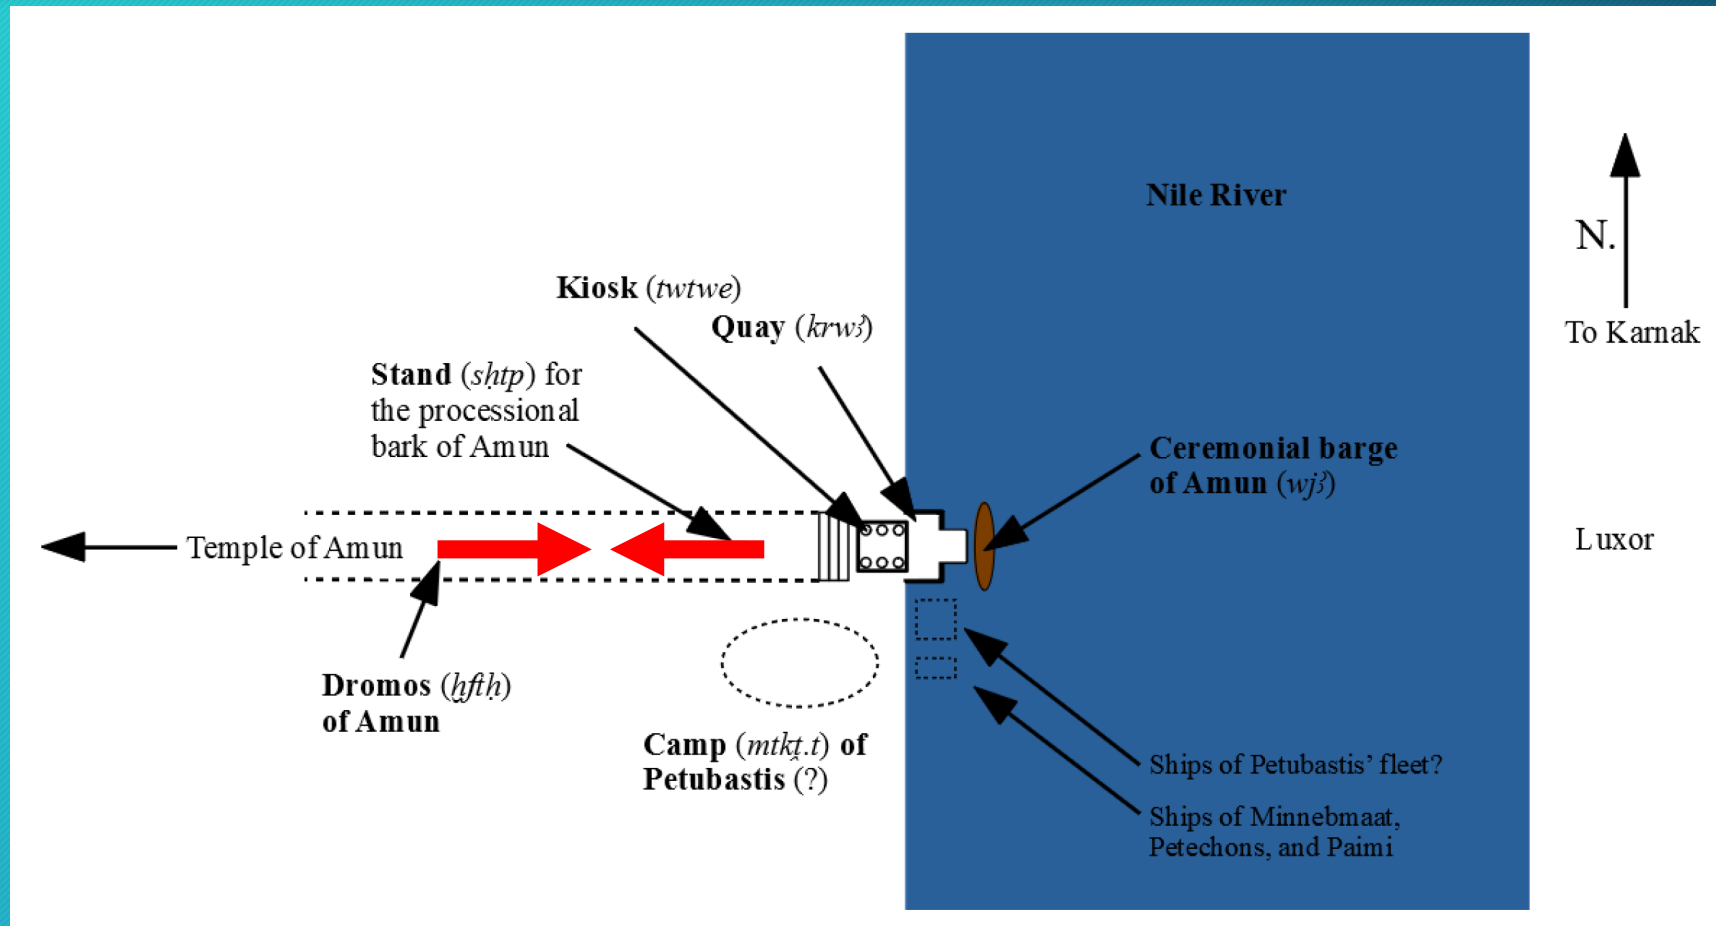 Nile River
N.
To Karnak
Kiosk (twtwe)
Quay (krwꜣ)
Stand (sḥtp) for
the processional
bark of Amun
Ceremonial barge
of Amun (wjꜣ)
Temple of Amun
Luxor
Dromos (ḫftḥ)
of Amun
Camp (mtkṱ.t) of
Petubastis (?)
Ships of Petubastis’ fleet?
Ships of Minnebmaat,
Petechons, and Paimi